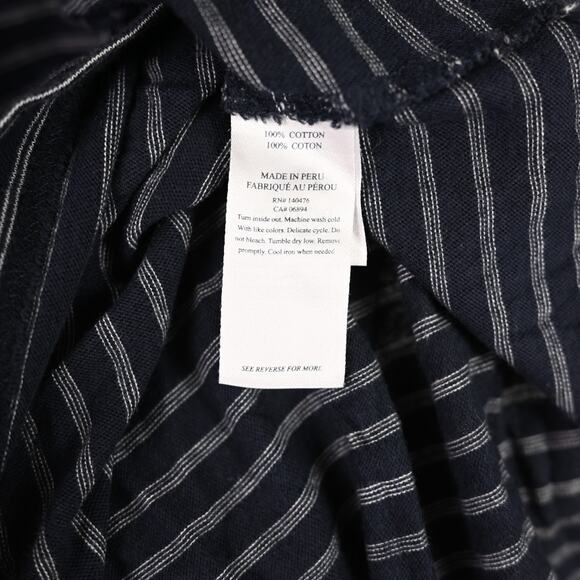 100% COTTON
100% COTON
MADE IN PERU
FABRIQUÉ AU PÉROU
RN# 140476
CA# 06894
Turn inside out. Machine wash cold
With like colors. Delicate cycle. Do
not bleach. Tumble dry low. Remove
promptly. Cool iron when needed
SEE REVERSE FOR MORE